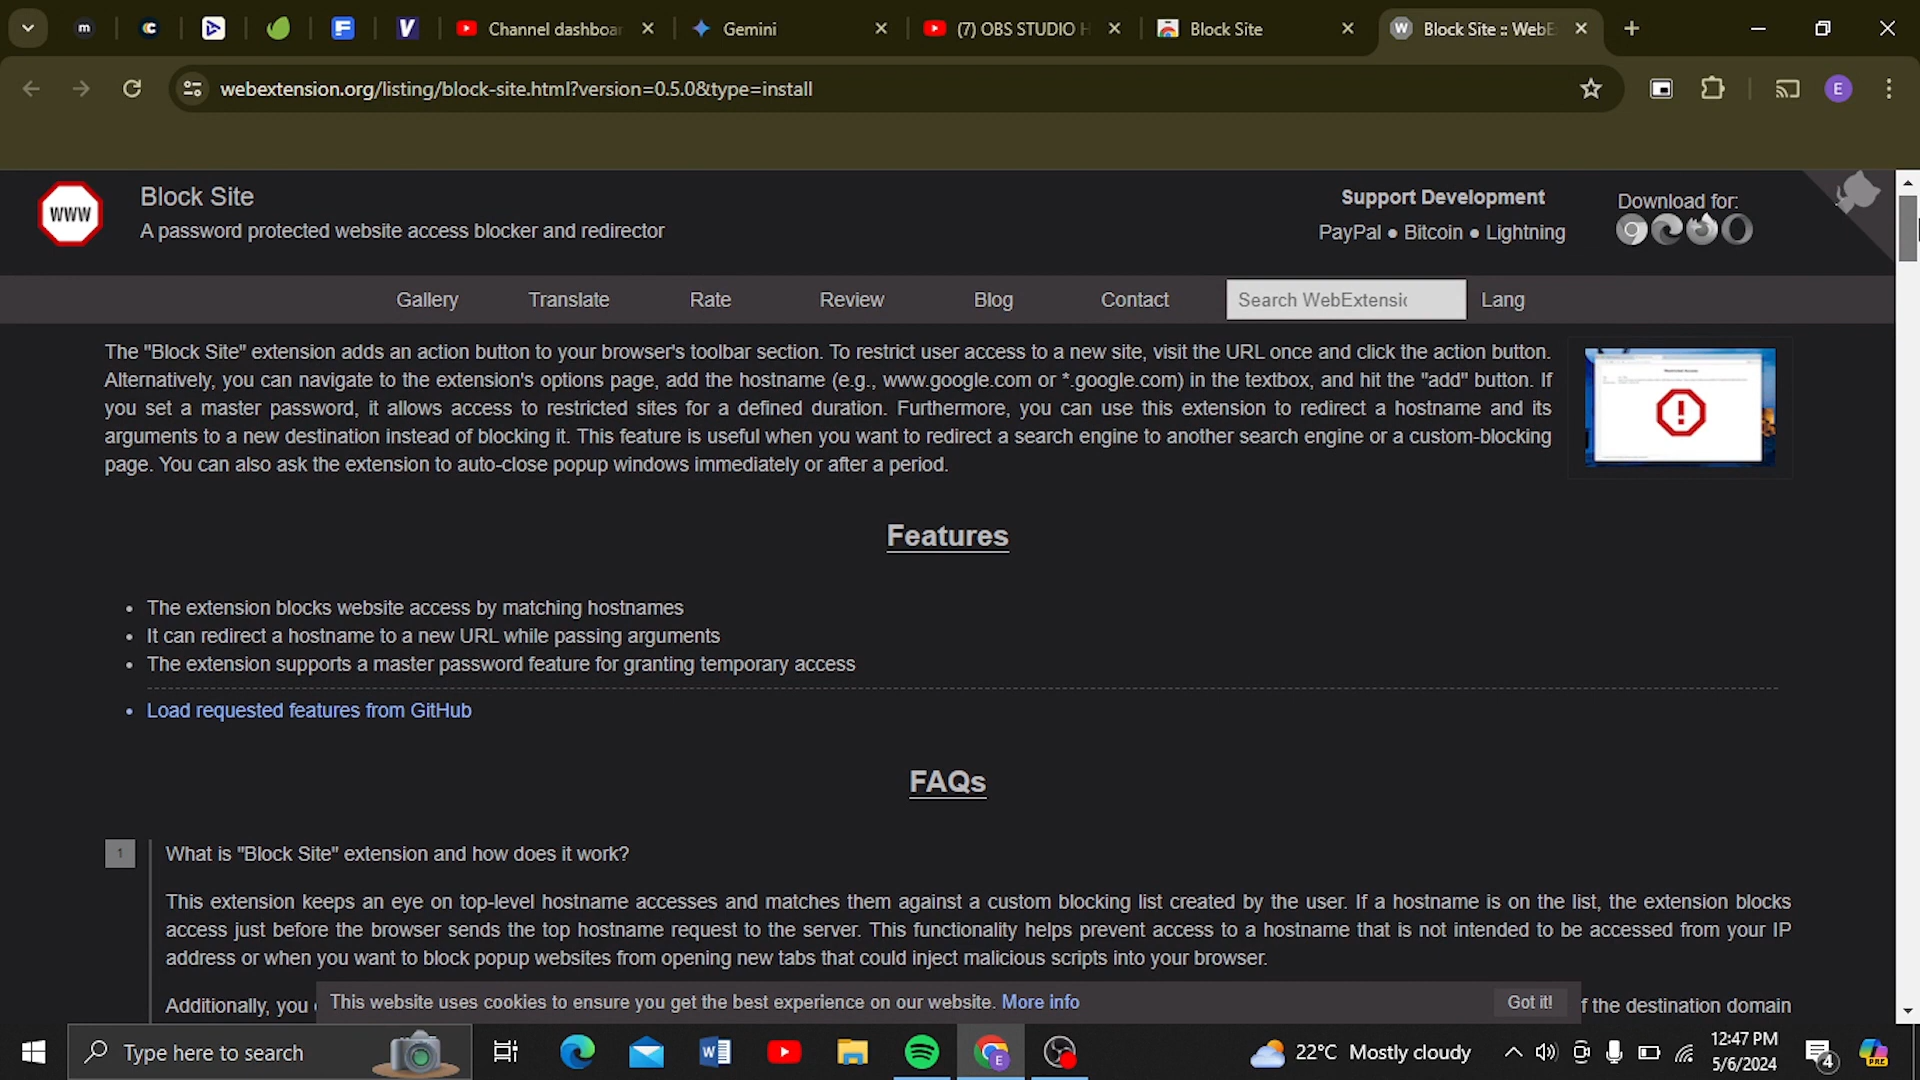 Channel dashboar
Gemini
(7) OBS STUDIO H
Block Site
Block Site :: WebE
webextension.org/listing/block-site.html?version=0.5.0&type=install
E
WWW
Block Site
A password protected website access blocker and redirector
Support Development
PayPal ● Bitcoin ● Lightning
Download for:
Gallery Translate Rate Review Blog Contact Search WebExtensic Lang
The "Block Site" extension adds an action button to your browser's toolbar section. To restrict user access to a new site, visit the URL once and click the action button.
Alternatively, you can navigate to the extension's options page, add the hostname (e.g., www.google.com or *.google.com) in the textbox, and hit the "add" button. If
you set a master password, it allows access to restricted sites for a defined duration. Furthermore, you can use this extension to redirect a hostname and its
arguments to a new destination instead of blocking it. This feature is useful when you want to redirect a search engine to another search engine or a custom-blocking
page. You can also ask the extension to auto-close popup windows immediately or after a period.
Features
• The extension blocks website access by matching hostnames
• It can redirect a hostname to a new URL while passing arguments
• The extension supports a master password feature for granting temporary access
• Load requested features from GitHub
FAQs
1
What is "Block Site" extension and how does it work?
This extension keeps an eye on top-level hostname accesses and matches them against a custom blocking list created by the user. If a hostname is on the list, the extension blocks
access just before the browser sends the top hostname request to the server. This functionality helps prevent access to a hostname that is not intended to be accessed from your IP
address or when you want to block popup websites from opening new tabs that could inject malicious scripts into your browser.
Additionally, you
This website uses cookies to ensure you get the best experience on our website. More info
Got it!
f the destination domain
Type here to search
22°C Mostly cloudy
12:47 PM
5/6/2024
4
PRE